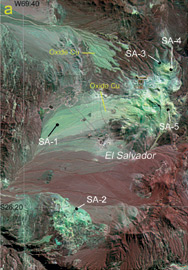 a
W69:40
Oxide Cu
SA-3
SA-4
Oxide Cu
SA-1
SA-5
El Salvador
SA-2
S26:20